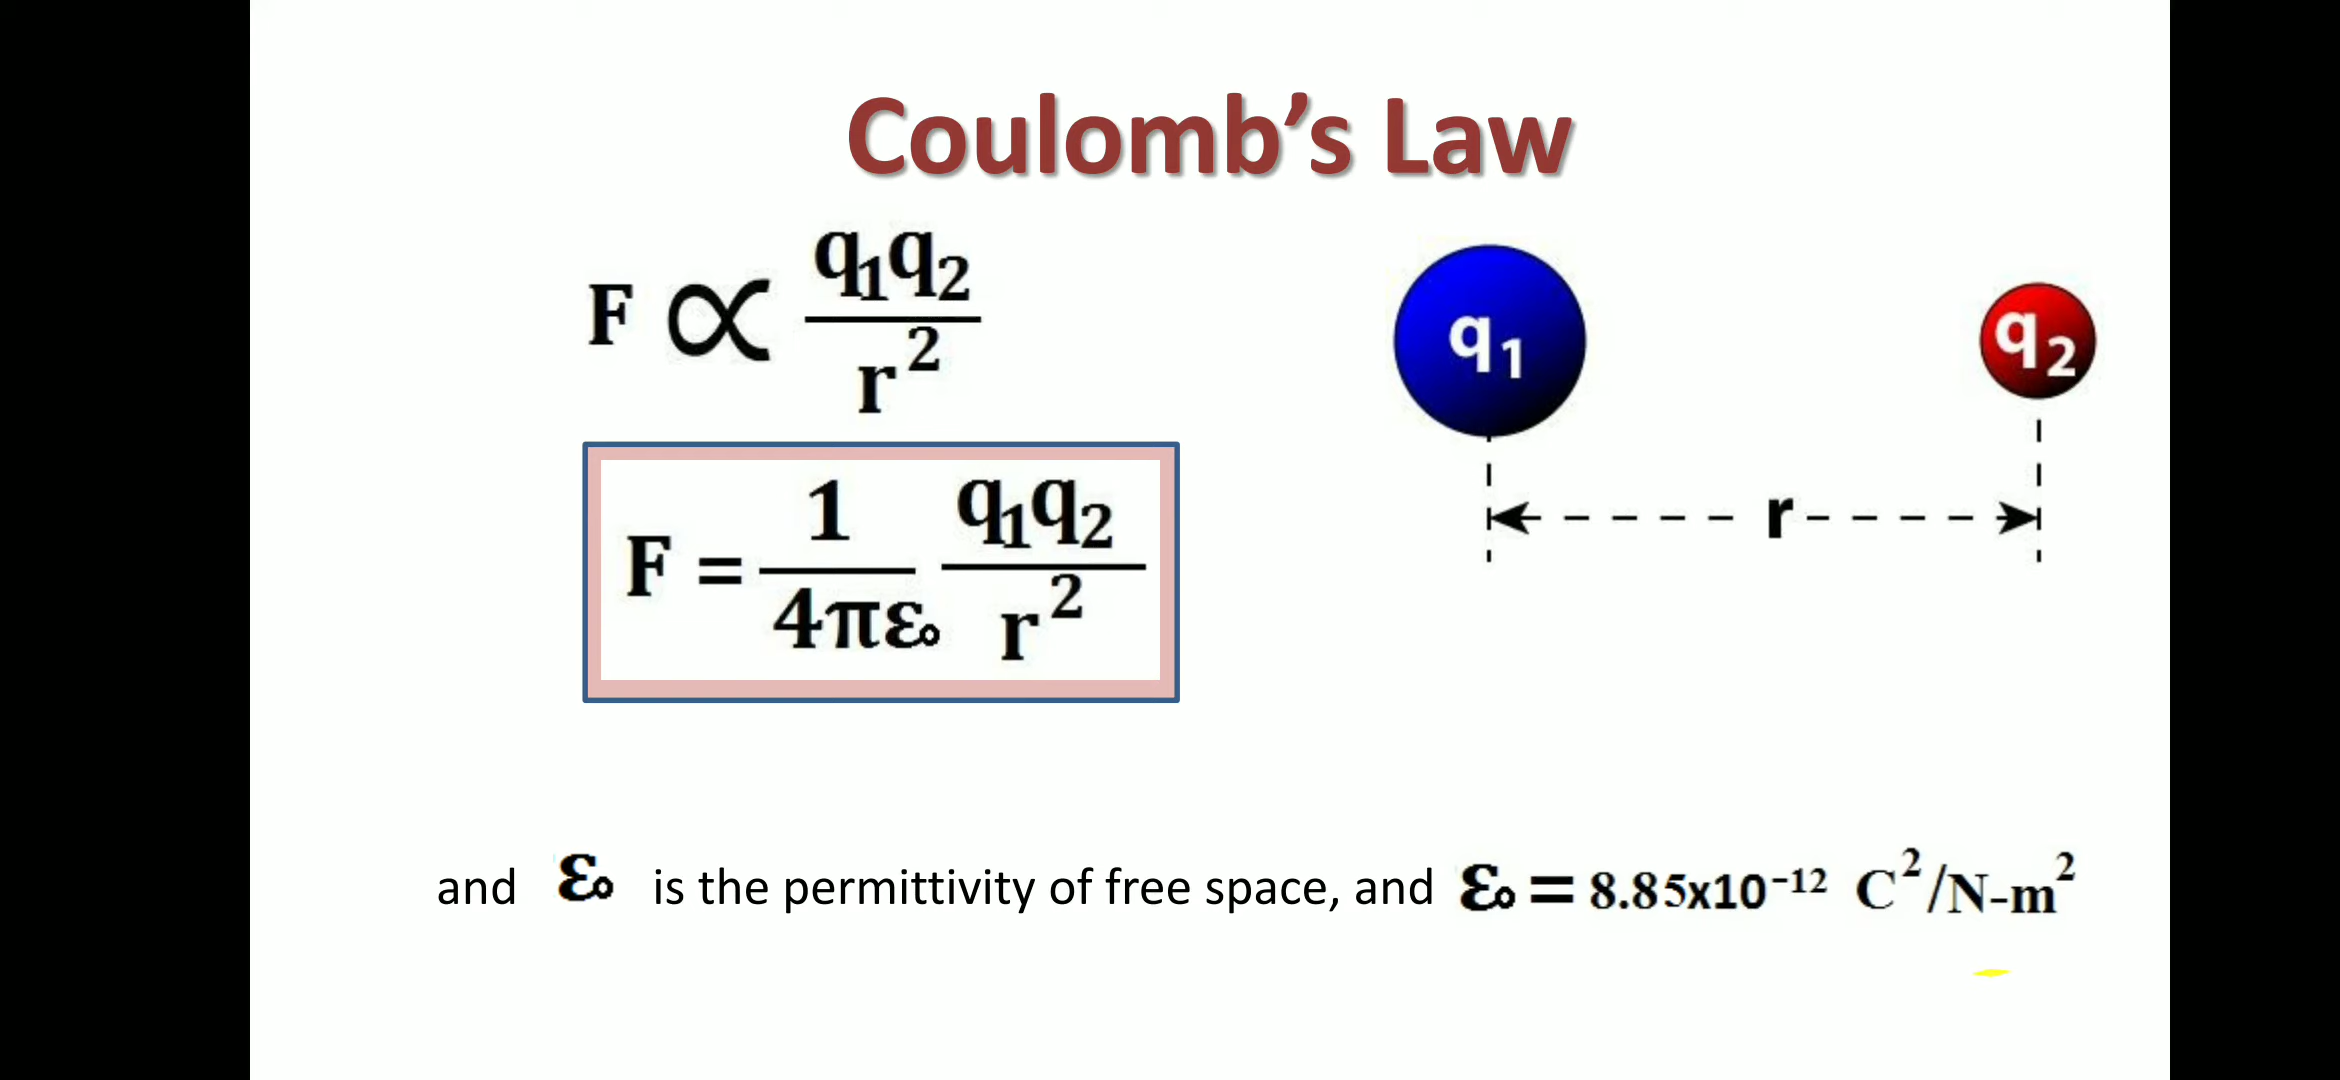 Coulomb's Law
F ∝ q₁q₂ / r²
q₁
q₂
r
F = 1 / 4πε₀ q₁q₂ / r²
and ε₀ is the permittivity of free space, and ε₀ = 8.85x10⁻¹² C²/N-m²